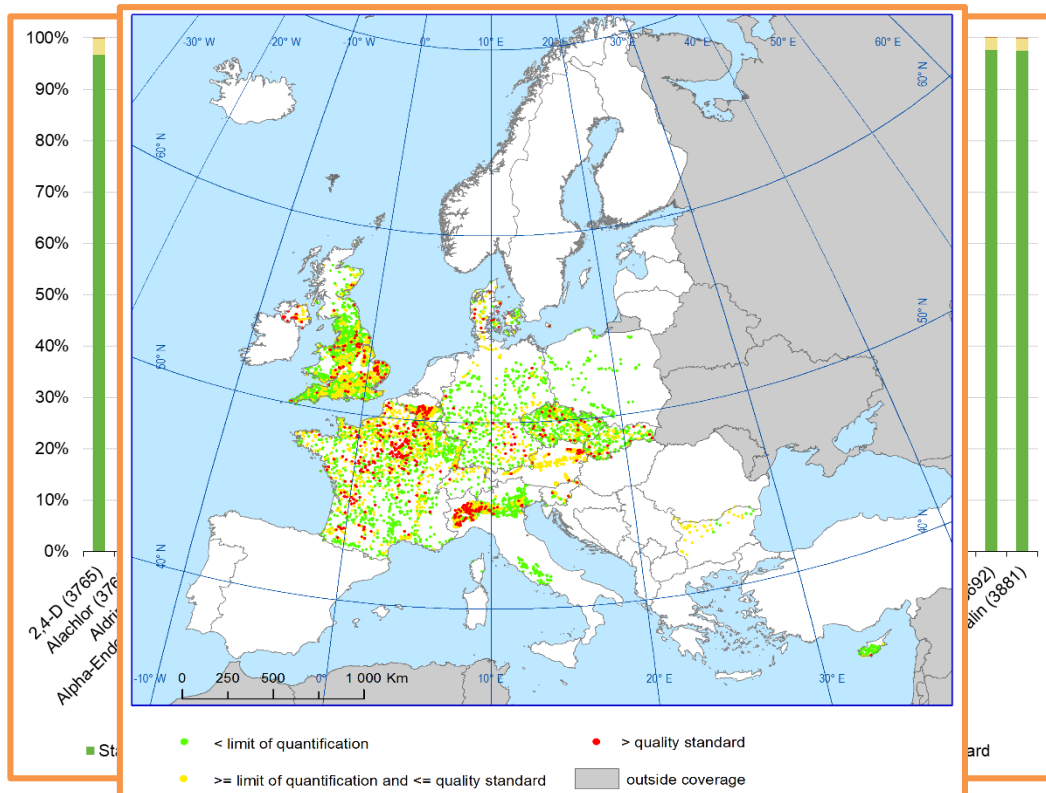 100%
90%
80%
70%
60%
50%
40%
30%
20%
10%
0%
2,4-D (3765)
Alachlor (376
Aldri
Alpha-Endo
-30° W -20° W -10° W 0° 10° E 20° E 40° E 50° E 60° E
60° N
60° N
50° N
50° N
40° N
40° N
-10° W 0° 10° E 20° E 30° E
0 250 500 1 000 Km
< limit of quantification
> quality standard
>= limit of quantification and <= quality standard
outside coverage
692)
alin (3881)
Sta
ard